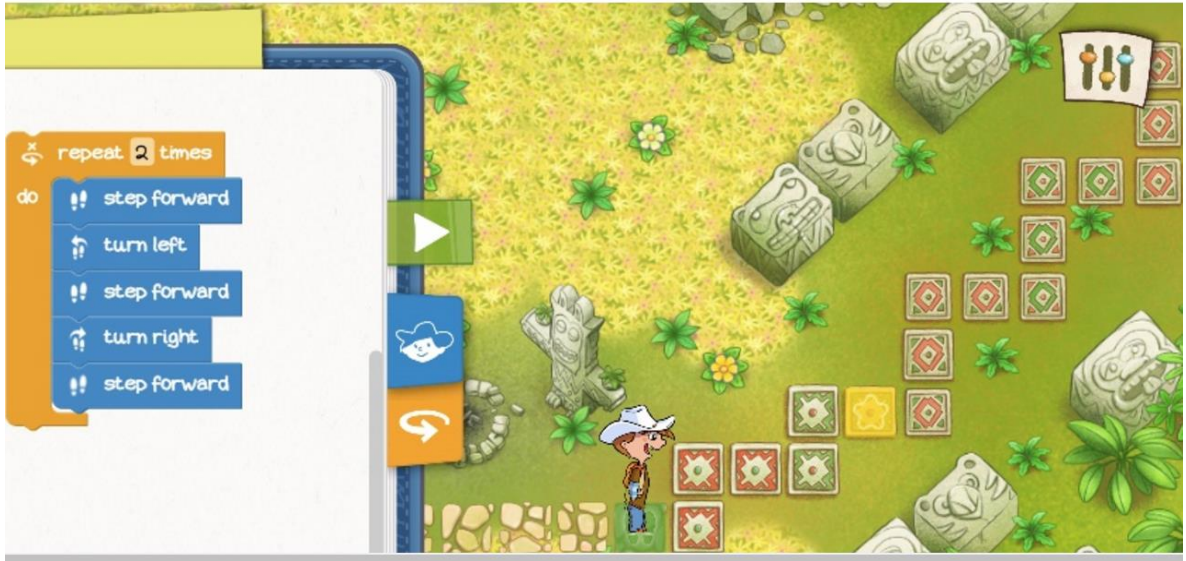 repeat 2 times
do
step forward
turn left
step forward
turn right
step forward